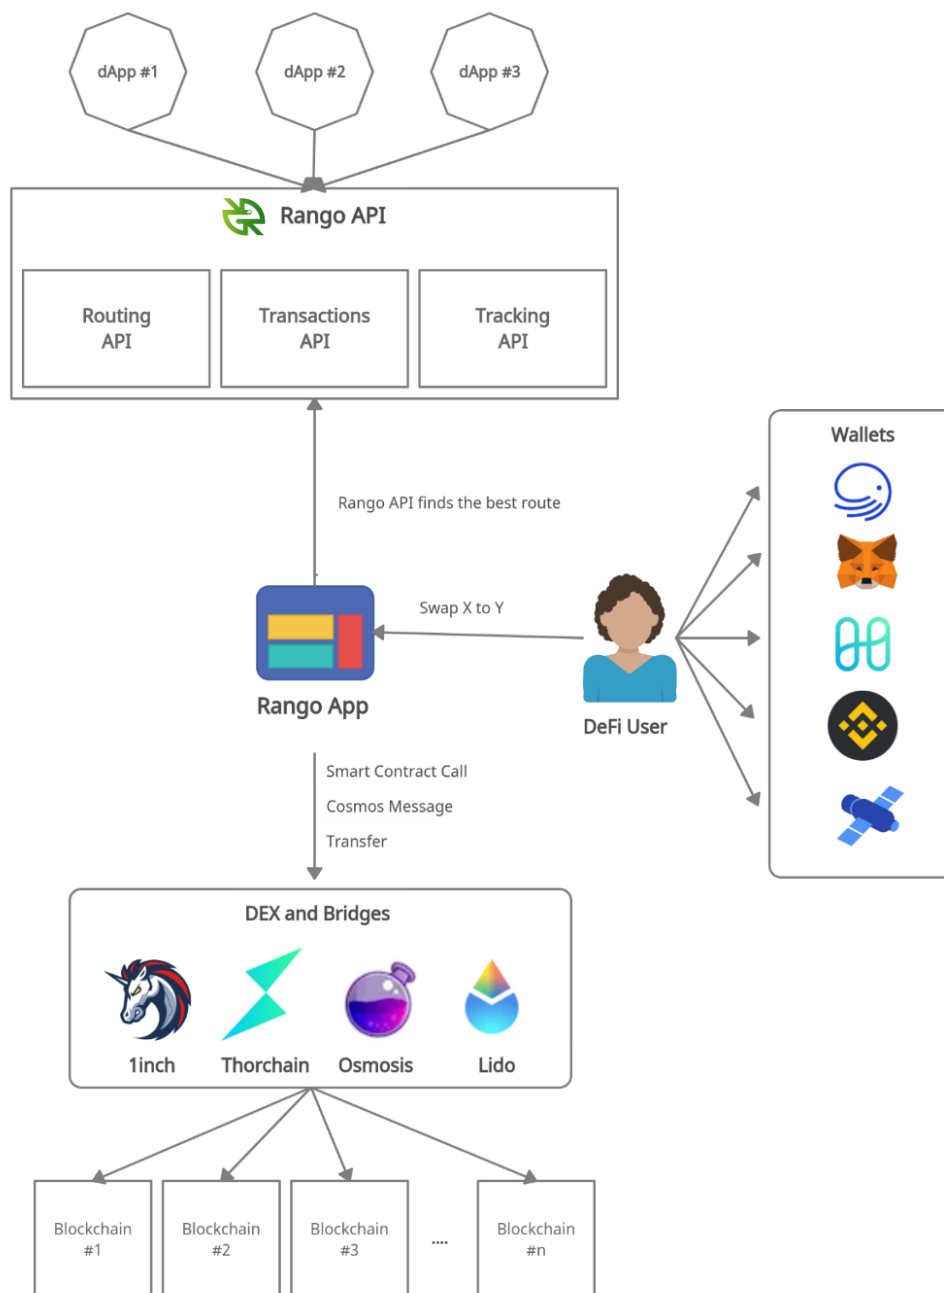 dApp #1
dApp #2
dApp #3
Rango API
Routing
API
Transactions
API
Tracking
API
Wallets
Rango API finds the best route
Swap X to Y
Rango App
DeFi User
Smart Contract Call
Cosmos Message
Transfer
DEX and Bridges
1inch
Thorchain
Osmosis
Lido
Blockchain
#1
Blockchain
#2
Blockchain
#3
....
Blockchain
#n